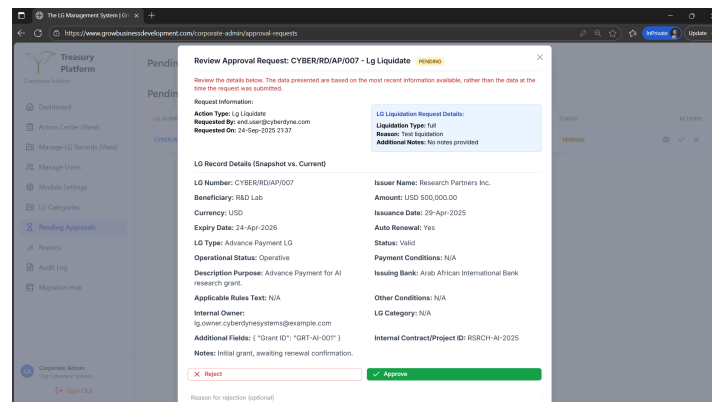 The LG Management System | Gro
https://www.growbusinessdevelopment.com/corporate-admin/approval-requests
InPrivate
Update
Treasury
Platform
Corporate Edition
Dashboard
Action Center (View)
Manage LG Records (View)
Manage Users
Module Settings
LG Categories
Pending Approvals
Reports
Audit Log
Migration Hub
Corporate Admin
Sign Out
Pendin
Pendin
LG NUMB
CYBER/R
STATUS
ACTIONS
PENDING
Review Approval Request: CYBER/RD/AP/007 - Lg Liquidate PENDING
Review the details below. The data presented are based on the most recent information available, rather than the data at the
time the request was submitted.
Request Information:
Action Type: Lg Liquidate
Requested By: end.user@cyberdyne.com
Requested On: 24-Sep-2025 21:37
LG Liquidation Request Details:
Liquidation Type: full
Reason: Test liquidation
Additional Notes: No notes provided
LG Record Details (Snapshot vs. Current)
LG Number: CYBER/RD/AP/007
Issuer Name: Research Partners Inc.
Beneficiary: R&D Lab
Amount: USD 500,000.00
Currency: USD
Issuance Date: 29-Apr-2025
Expiry Date: 24-Apr-2026
Auto Renewal: Yes
LG Type: Advance Payment LG
Status: Valid
Operational Status: Operative
Payment Conditions: N/A
Description Purpose: Advance Payment for AI
research grant.
Issuing Bank: Arab African International Bank
Applicable Rules Text: N/A
Other Conditions: N/A
Internal Owner:
lg.owner.cyberdynesystems@example.com
LG Category: N/A
Additional Fields: { "Grant ID": "GRT-AI-001" }
Internal Contract/Project ID: RSRCH-AI-2025
Notes: Initial grant, awaiting renewal confirmation.
Reject
Approve
Reason for rejection (optional)